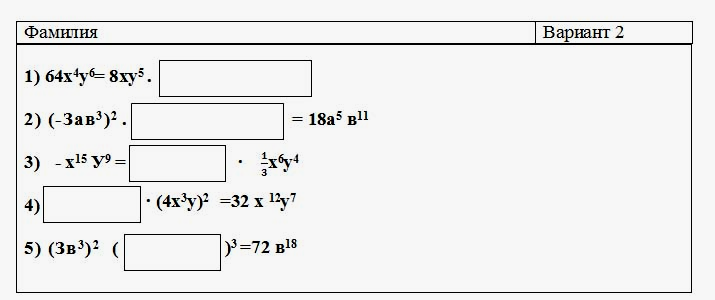 Фамилия Вариант 2
1) 64x⁴y⁶= 8xy⁵ .
2) (-3ав³)² . = 18a⁵ в¹¹
3) - x¹⁵ У⁹ = · 1/3x⁶y⁴
4) · (4x³y)² =32 x ¹²y⁷
5) (3в³)² ( )³=72 в¹⁸